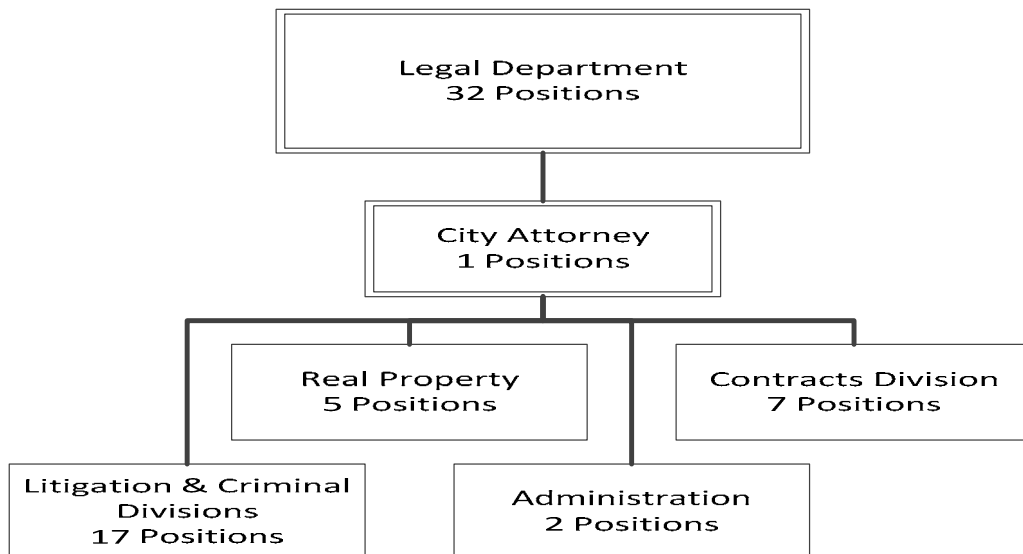 Legal Department
32 Positions
City Attorney
1 Positions
Real Property
5 Positions
Contracts Division
7 Positions
Litigation & Criminal
Divisions
17 Positions
Administration
2 Positions